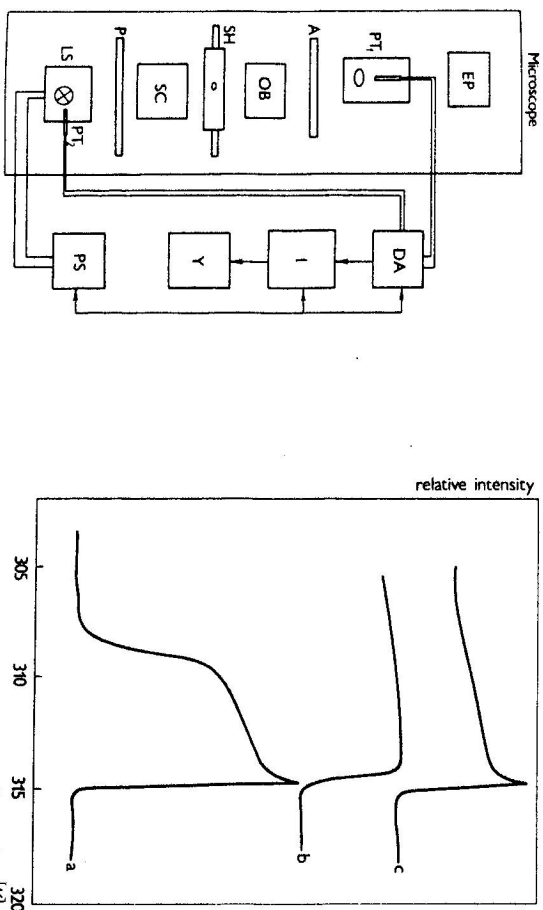 Microscope
EP
PT₁
A
OB
SH
SC
P
LS
PT₂
DA
I
Y
PS
relative intensity
305
310
315
320
a
b
c